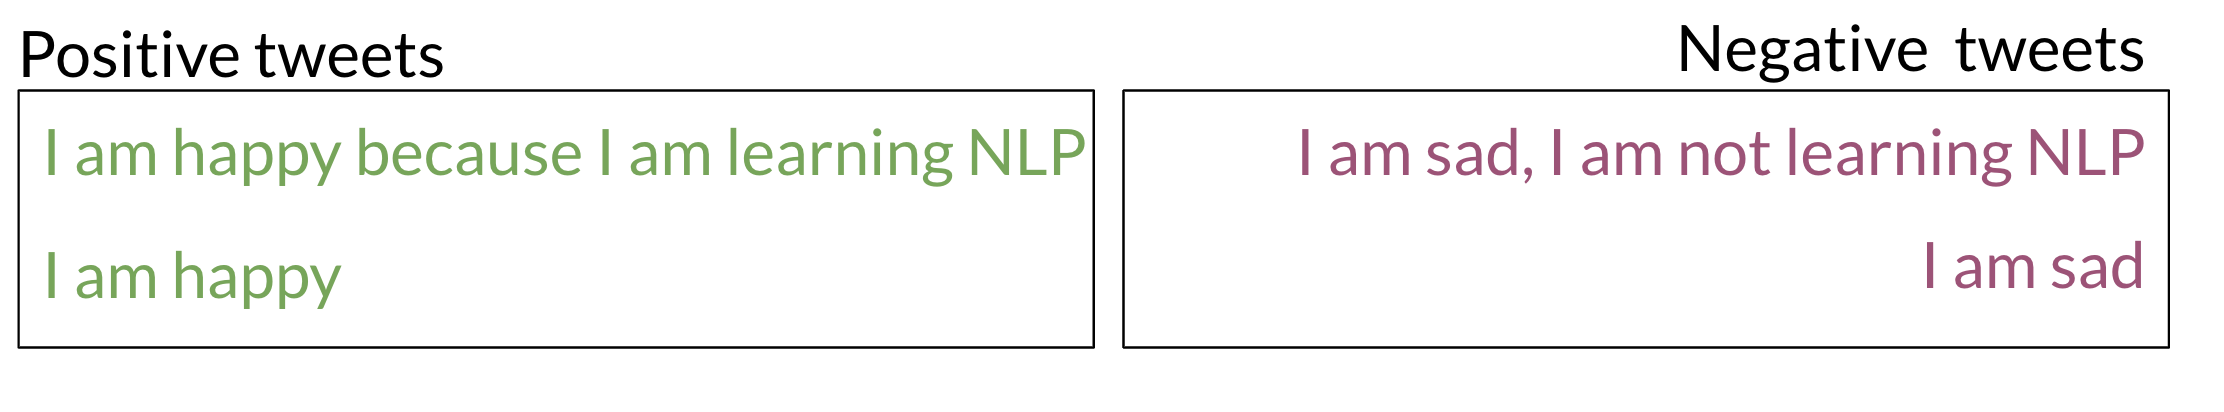 Positive tweets
I am happy because I am learning NLP
I am happy
Negative tweets
I am sad, I am not learning NLP
I am sad